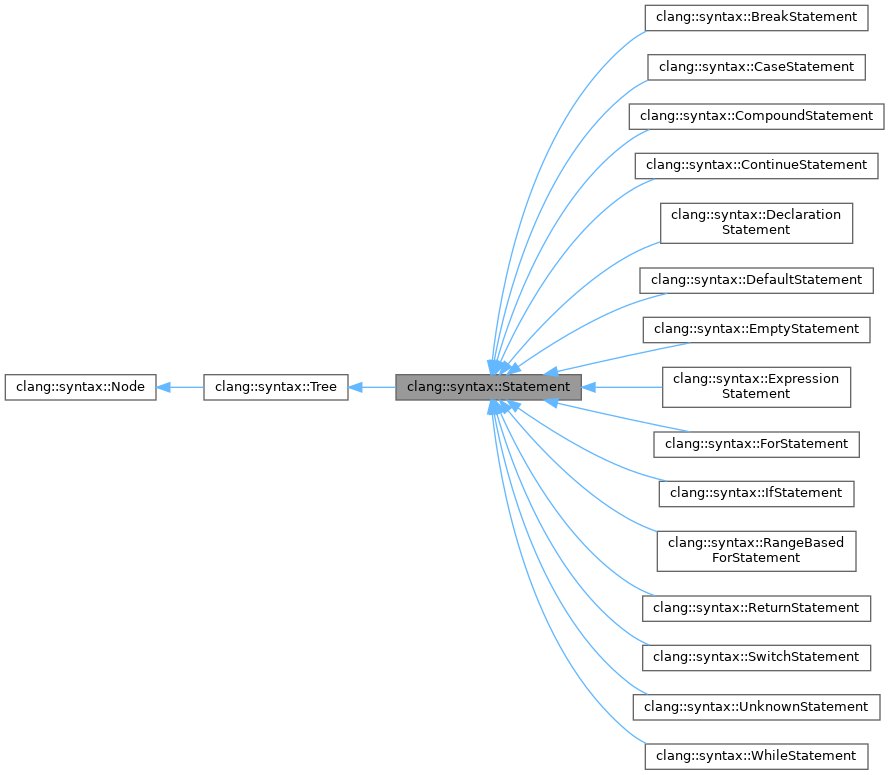 clang::syntax::BreakStatement
clang::syntax::CaseStatement
clang::syntax::CompoundStatement
clang::syntax::ContinueStatement
clang::syntax::Declaration
Statement
clang::syntax::DefaultStatement
clang::syntax::EmptyStatement
clang::syntax::Node
clang::syntax::Tree
clang::syntax::Statement
clang::syntax::Expression
Statement
clang::syntax::ForStatement
clang::syntax::IfStatement
clang::syntax::RangeBased
ForStatement
clang::syntax::ReturnStatement
clang::syntax::SwitchStatement
clang::syntax::UnknownStatement
clang::syntax::WhileStatement